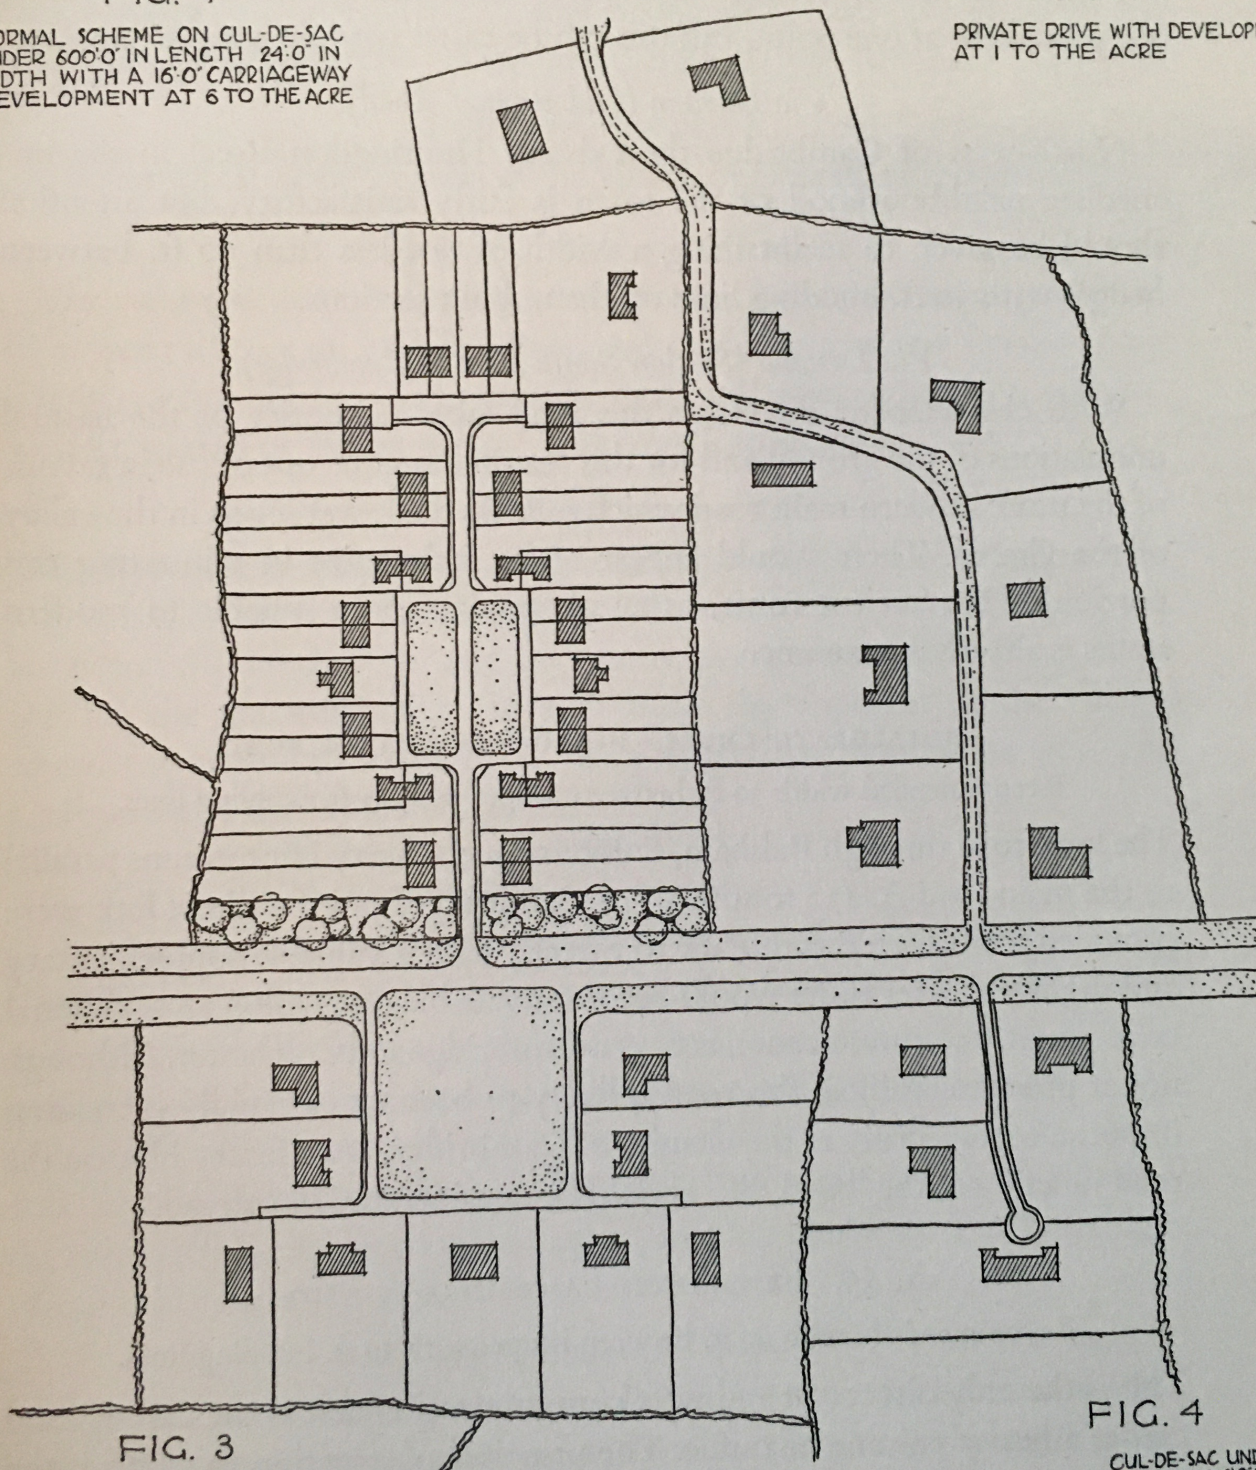 ORMAL SCHEME ON CUL-DE-SAC
DER 600'·0" IN LENGTH 24'·0" IN
DTH WITH A 16'·0" CARRIAGEWAY
EVELOPMENT AT 6 TO THE ACRE
PRIVATE DRIVE WITH DEVELOP
AT 1 TO THE ACRE
FIG. 3
FIG. 4
CUL-DE-SAC UND